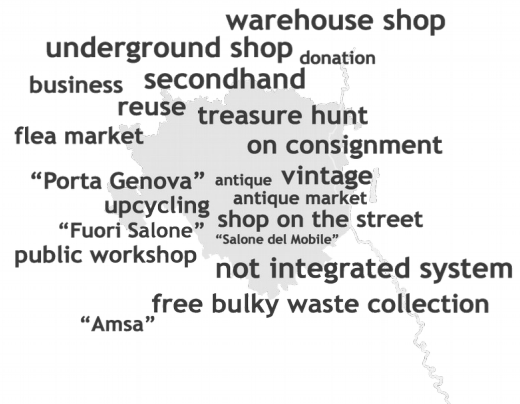 warehouse shop
underground shop
donation
business
secondhand
reuse
treasure hunt
flea market
on consignment
“Porta Genova”
antique
vintage
upcycling
antique market
“Fuori Salone”
shop on the street
“Salone del Mobile”
public workshop
not integrated system
free bulky waste collection
“Amsa”